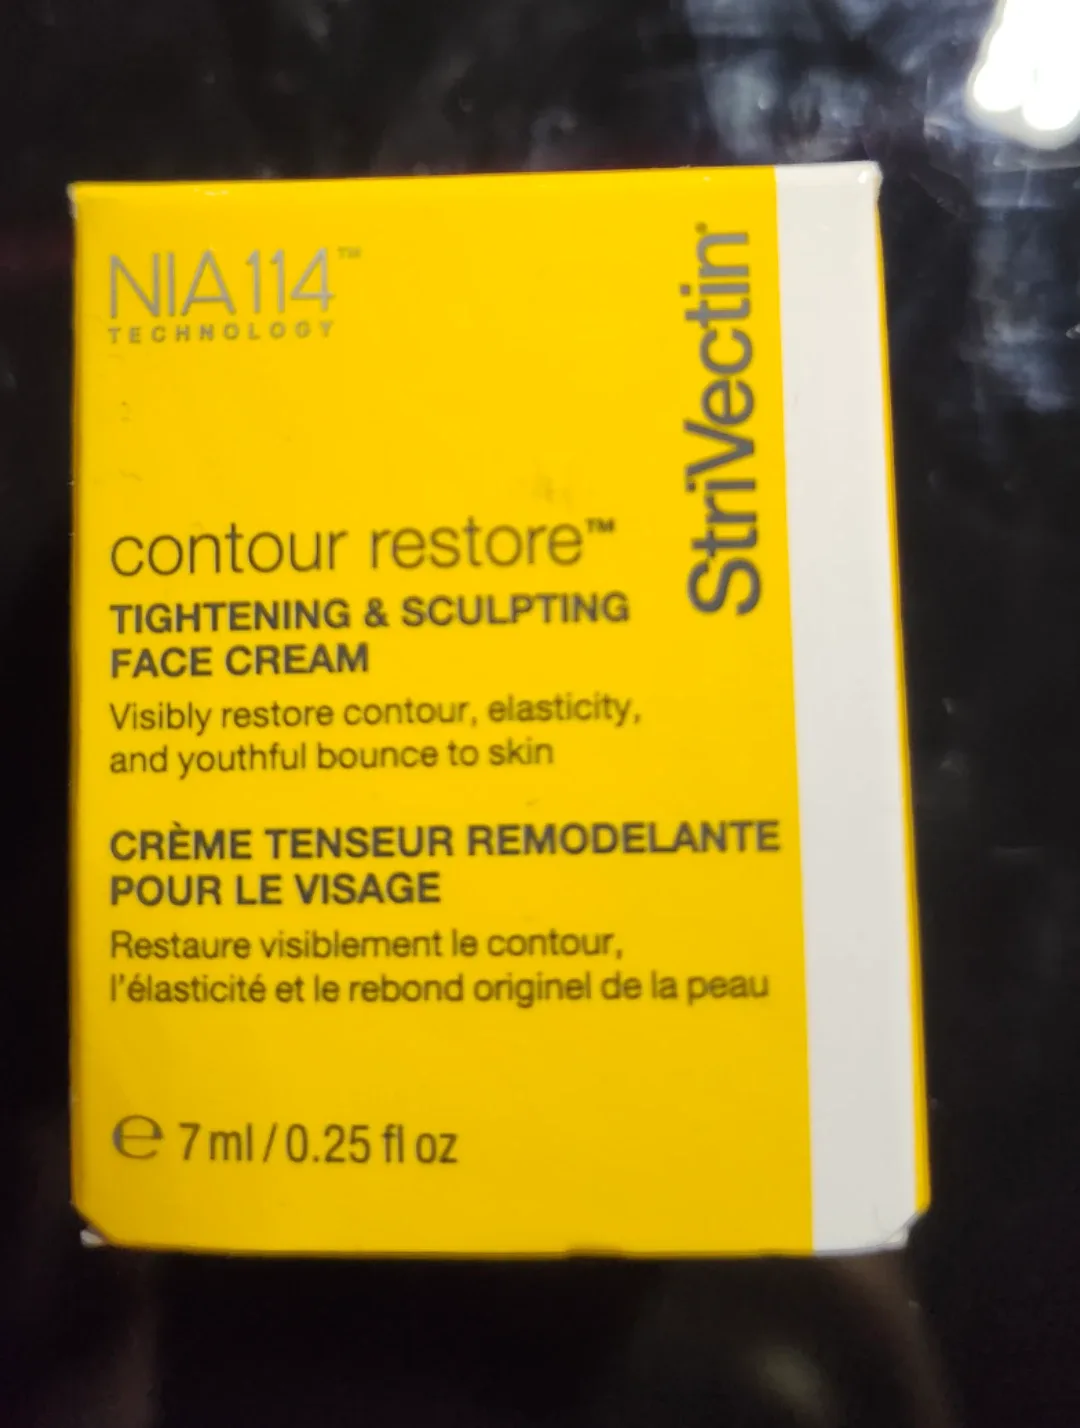 NIA114™
TECHNOLOGY
StriVectin®
contour restore™
TIGHTENING & SCULPTING
FACE CREAM
Visibly restore contour, elasticity,
and youthful bounce to skin
CRÈME TENSEUR REMODELANTE
POUR LE VISAGE
Restaure visiblement le contour,
l'élasticité et le rebond originel de la peau
℮ 7 ml / 0.25 fl oz